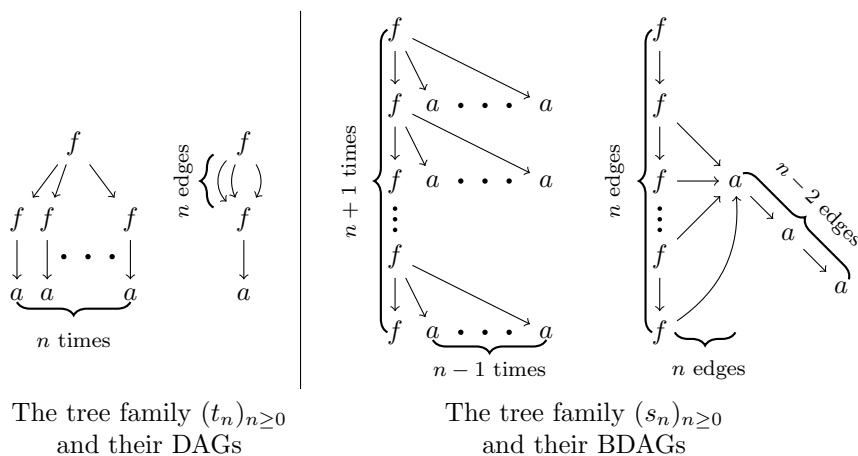 f
f f f
a a a
n times
n edges
f
f
a
The tree family (t_n)_{n≥0}
and their DAGs
n + 1 times
f
f a · · · a
f a · · · a
f
f a · · · a
n − 1 times
n edges
f
f
f a
f
f
a
a
n − 2 edges
n edges
The tree family (s_n)_{n≥0}
and their BDAGs